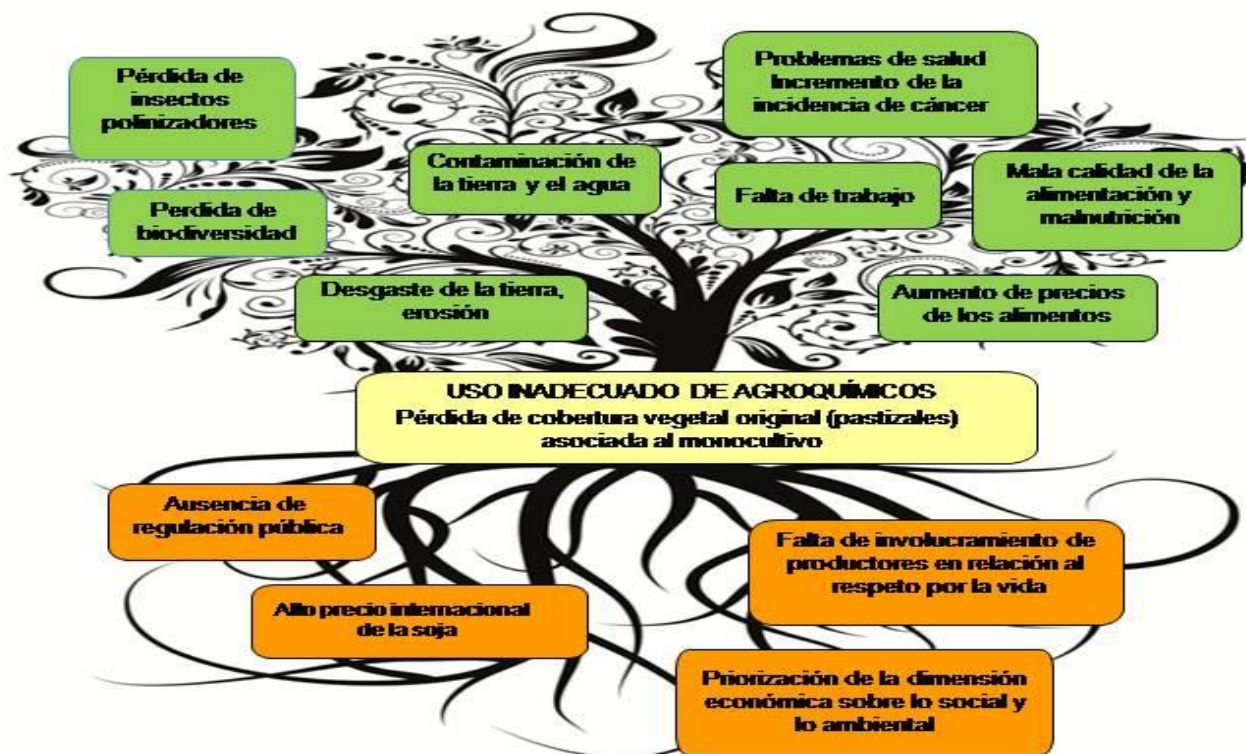 Pérdida de
insectos
polinizadores
Problemas de salud
Incremento de la
incidencia de cáncer
Contaminación de
la tierra y el agua
Falta de trabajo
Mala calidad de la
alimentación y
malnutrición
Perdida de
biodiversidad
Desgaste de la tierra,
erosión
Aumento de precios
de los alimentos
USO INADECUADO DE AGROQUÍMICOS
Pérdida de cobertura vegetal original (pastizales)
asociada al monocultivo
Ausencia de
regulación pública
Falta de involucramiento de
productores en relación al
respeto por la vida
Alto precio internacional
de la soja
Priorización de la dimensión
económica sobre lo social y
lo ambiental